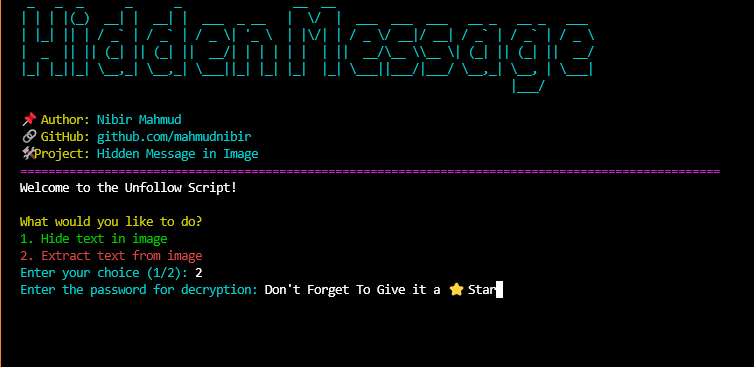 Hidden Message
📌 Author: Nibir Mahmud
🔗 GitHub: github.com/mahmudnibir
🛠Project: Hidden Message in Image
====================================================================================================
Welcome to the Unfollow Script!
What would you like to do?
1. Hide text in image
2. Extract text from image
Enter your choice (1/2): 2
Enter the password for decryption: Don't Forget To Give it a ⭐ Star